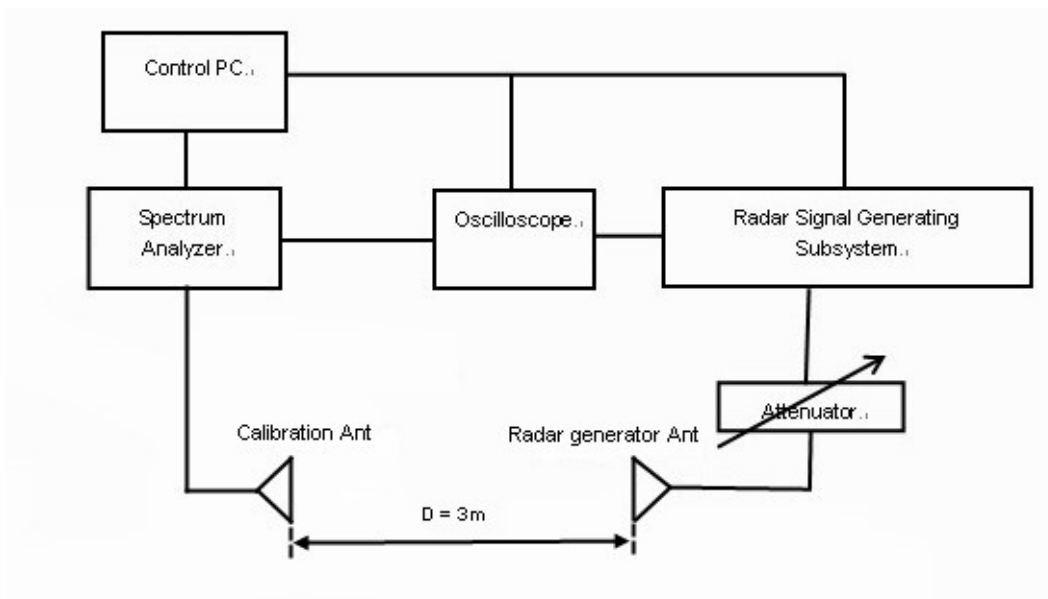 Control PC
Spectrum
Analyzer
Oscilloscope
Radar Signal Generating
Subsystem
Attenuator
Calibration Ant
Radar generator Ant
D = 3m